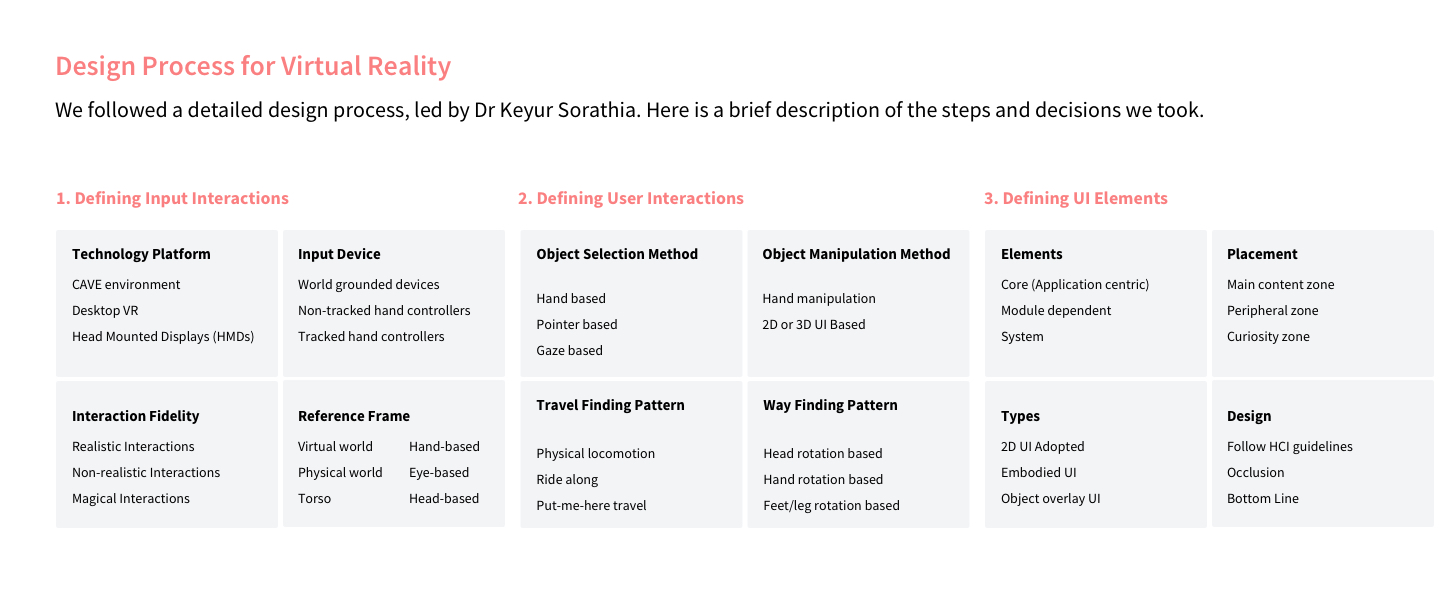 Design Process for Virtual Reality
We followed a detailed design process, led by Dr Keyur Sorathia. Here is a brief description of the steps and decisions we took.
1. Defining Input Interactions
Technology Platform
CAVE environment
Desktop VR
Head Mounted Displays (HMDs)
Input Device
World grounded devices
Non-tracked hand controllers
Tracked hand controllers
Interaction Fidelity
Realistic Interactions
Non-realistic Interactions
Magical Interactions
Reference Frame
Virtual world
Physical world
Torso
Hand-based
Eye-based
Head-based
2. Defining User Interactions
Object Selection Method
Hand based
Pointer based
Gaze based
Object Manipulation Method
Hand manipulation
2D or 3D UI Based
Travel Finding Pattern
Physical locomotion
Ride along
Put-me-here travel
Way Finding Pattern
Head rotation based
Hand rotation based
Feet/leg rotation based
3. Defining UI Elements
Elements
Core (Application centric)
Module dependent
System
Placement
Main content zone
Peripheral zone
Curiosity zone
Types
2D UI Adopted
Embodied UI
Object overlay UI
Design
Follow HCI guidelines
Occlusion
Bottom Line